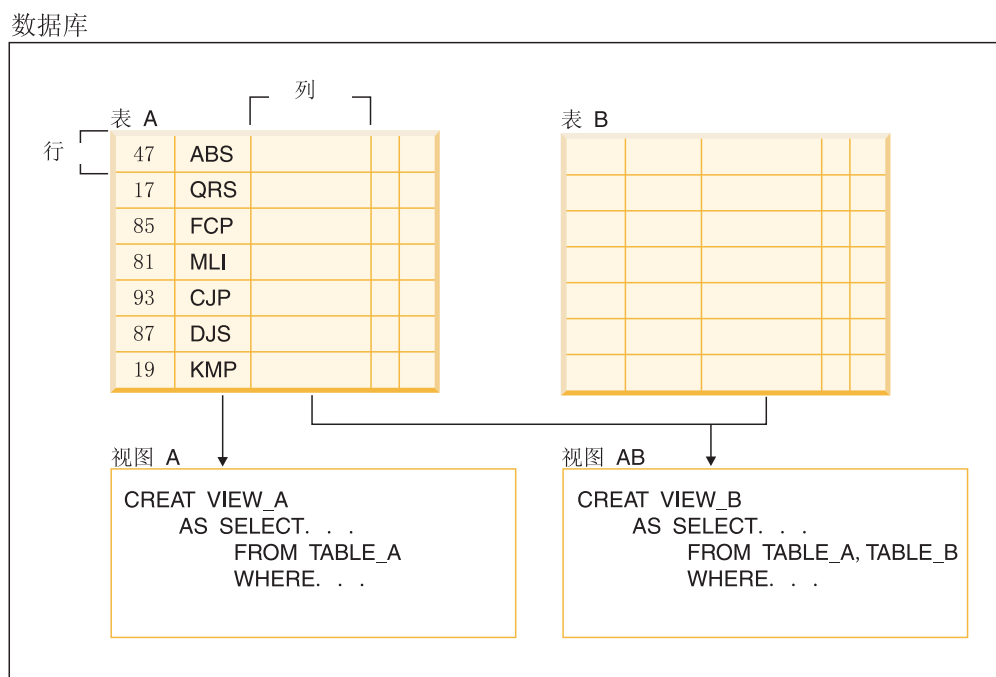 数据库
列
表 A
表 B
行
47 ABS
17 QRS
85 FCP
81 MLI
93 CJP
87 DJS
19 KMP
视图 A
CREAT VIEW_A
AS SELECT. . .
FROM TABLE_A
WHERE. . .
视图 AB
CREAT VIEW_B
AS SELECT. . .
FROM TABLE_A, TABLE_B
WHERE. . .